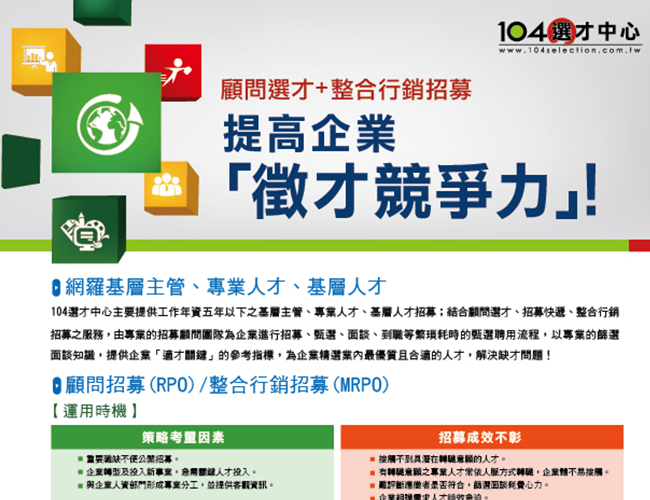 104選才中心
www.104selection.com.tw
顧問選才+整合行銷招募
提高企業
「徵才競爭力」!
網羅基層主管、專業人才、基層人才
104選才中心主要提供工作年資五年以下之基層主管、專業人才、基層人才招募；結合顧問選才、招募快遞、整合行銷
招募之服務，由專業的招募顧問團隊為企業進行招募、甄選、面談、到職等繁瑣耗時的甄選聘用流程，以專業的篩選
面談知識，提供企業「適才關鍵」的參考指標，為企業精選業內最優質且合適的人才，解決缺才問題！
顧問招募(RPO)/整合行銷招募(MRPO)
【運用時機】
策略考量因素
重要職缺不便公開招募。
企業轉型及投入新事業，急需關鍵人才投入。
與企業人資部門形成專業分工，並提供客觀資訊。
招募成效不彰
接觸不到具潛在轉職意願的人才。
有轉職意願之專業人才常依人脈方式轉職，企業體不易接觸。
難評斷應徵者是否符合，篩選面談耗費心力。